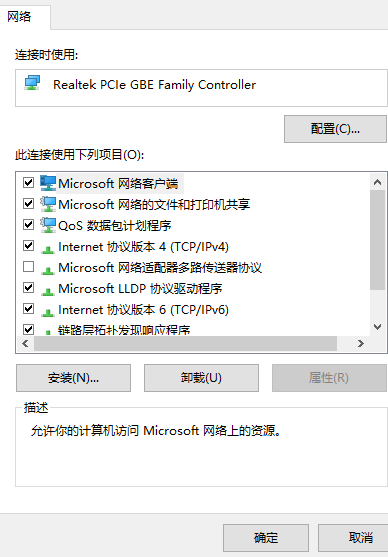 网络
连接时使用:
Realtek PCIe GBE Family Controller
配置(C)...
此连接使用下列项目(O):
Microsoft 网络客户端
Microsoft 网络的文件和打印机共享
QoS 数据包计划程序
Internet 协议版本 4 (TCP/IPv4)
Microsoft 网络适配器多路传送器协议
Microsoft LLDP 协议驱动程序
Internet 协议版本 6 (TCP/IPv6)
链路层拓扑发现响应程序
安装(N)...
卸载(U)
属性(R)
描述
允许你的计算机访问 Microsoft 网络上的资源。
确定
取消